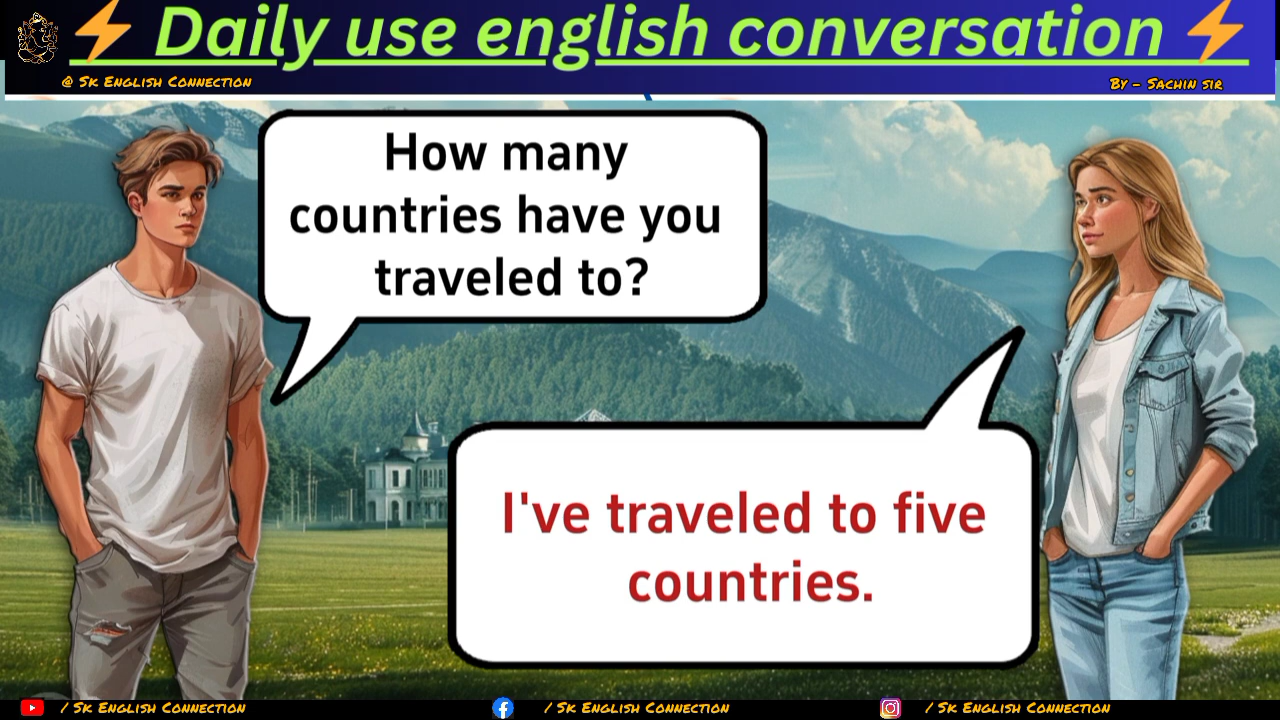 ⚡ Daily use english conversation ⚡
@ Sk English Connection
By - Sachin sir
How many
countries have you
traveled to?
I've traveled to five
countries.
/ Sk English Connection
/ Sk English Connection
/ Sk English Connection